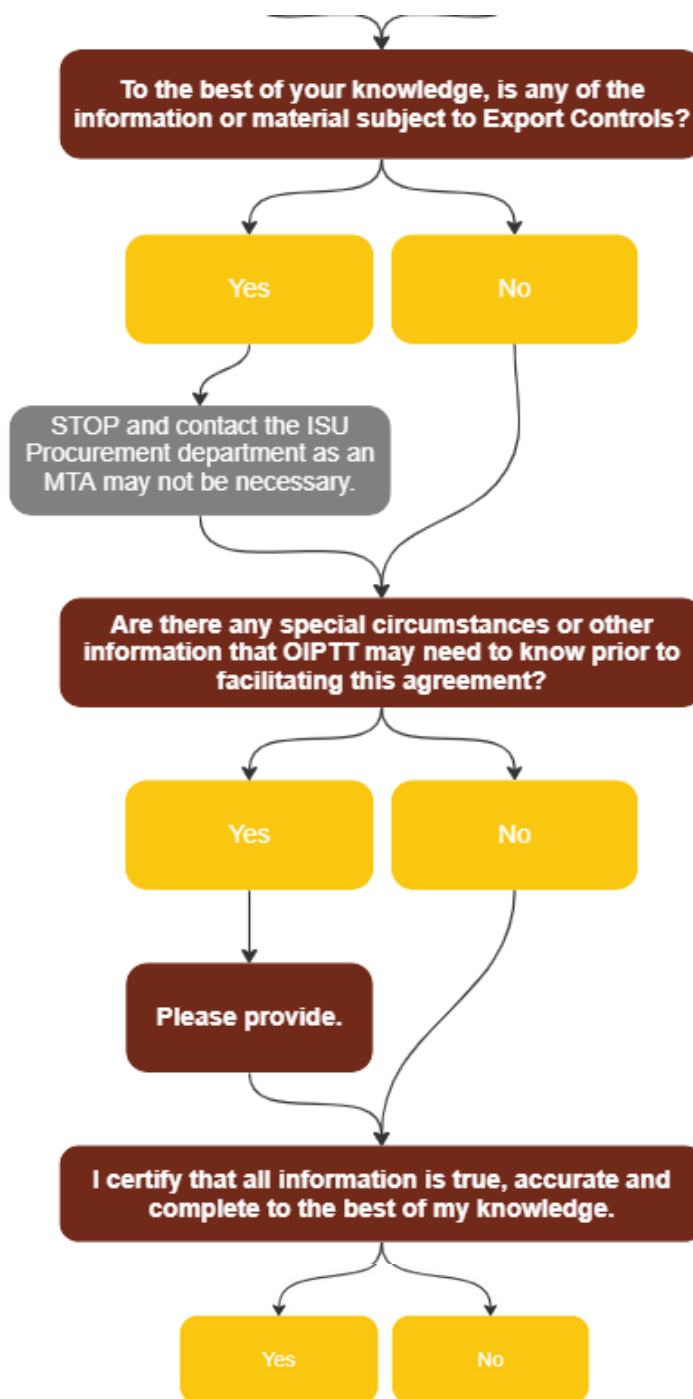 To the best of your knowledge, is any of the
information or material subject to Export Controls?
Yes
No
STOP and contact the ISU
Procurement department as an
MTA may not be necessary.
Are there any special circumstances or other
information that OIPTT may need to know prior to
facilitating this agreement?
Yes
No
Please provide.
I certify that all information is true, accurate and
complete to the best of my knowledge.
Yes
No